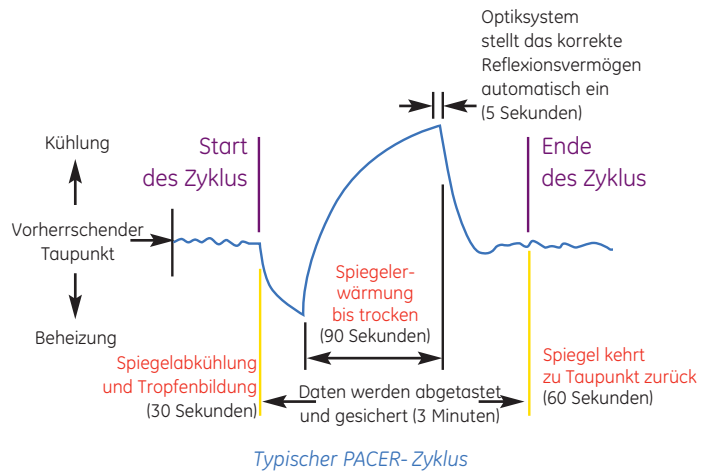 Optiksystem
stellt das korrekte
Reflexionsvermögen
automatisch ein
(5 Sekunden)
Kühlung
Start
des Zyklus
Ende
des Zyklus
Vorherrschender
Taupunkt
Beheizung
Spiegeler-
wärmung
bis trocken
(90 Sekunden)
Spiegelabkühlung
und Tropfenbildung
(30 Sekunden)
Daten werden abgetastet
und gesichert (3 Minuten)
Spiegel kehrt
zu Taupunkt zurück
(60 Sekunden)
Typischer PACER- Zyklus